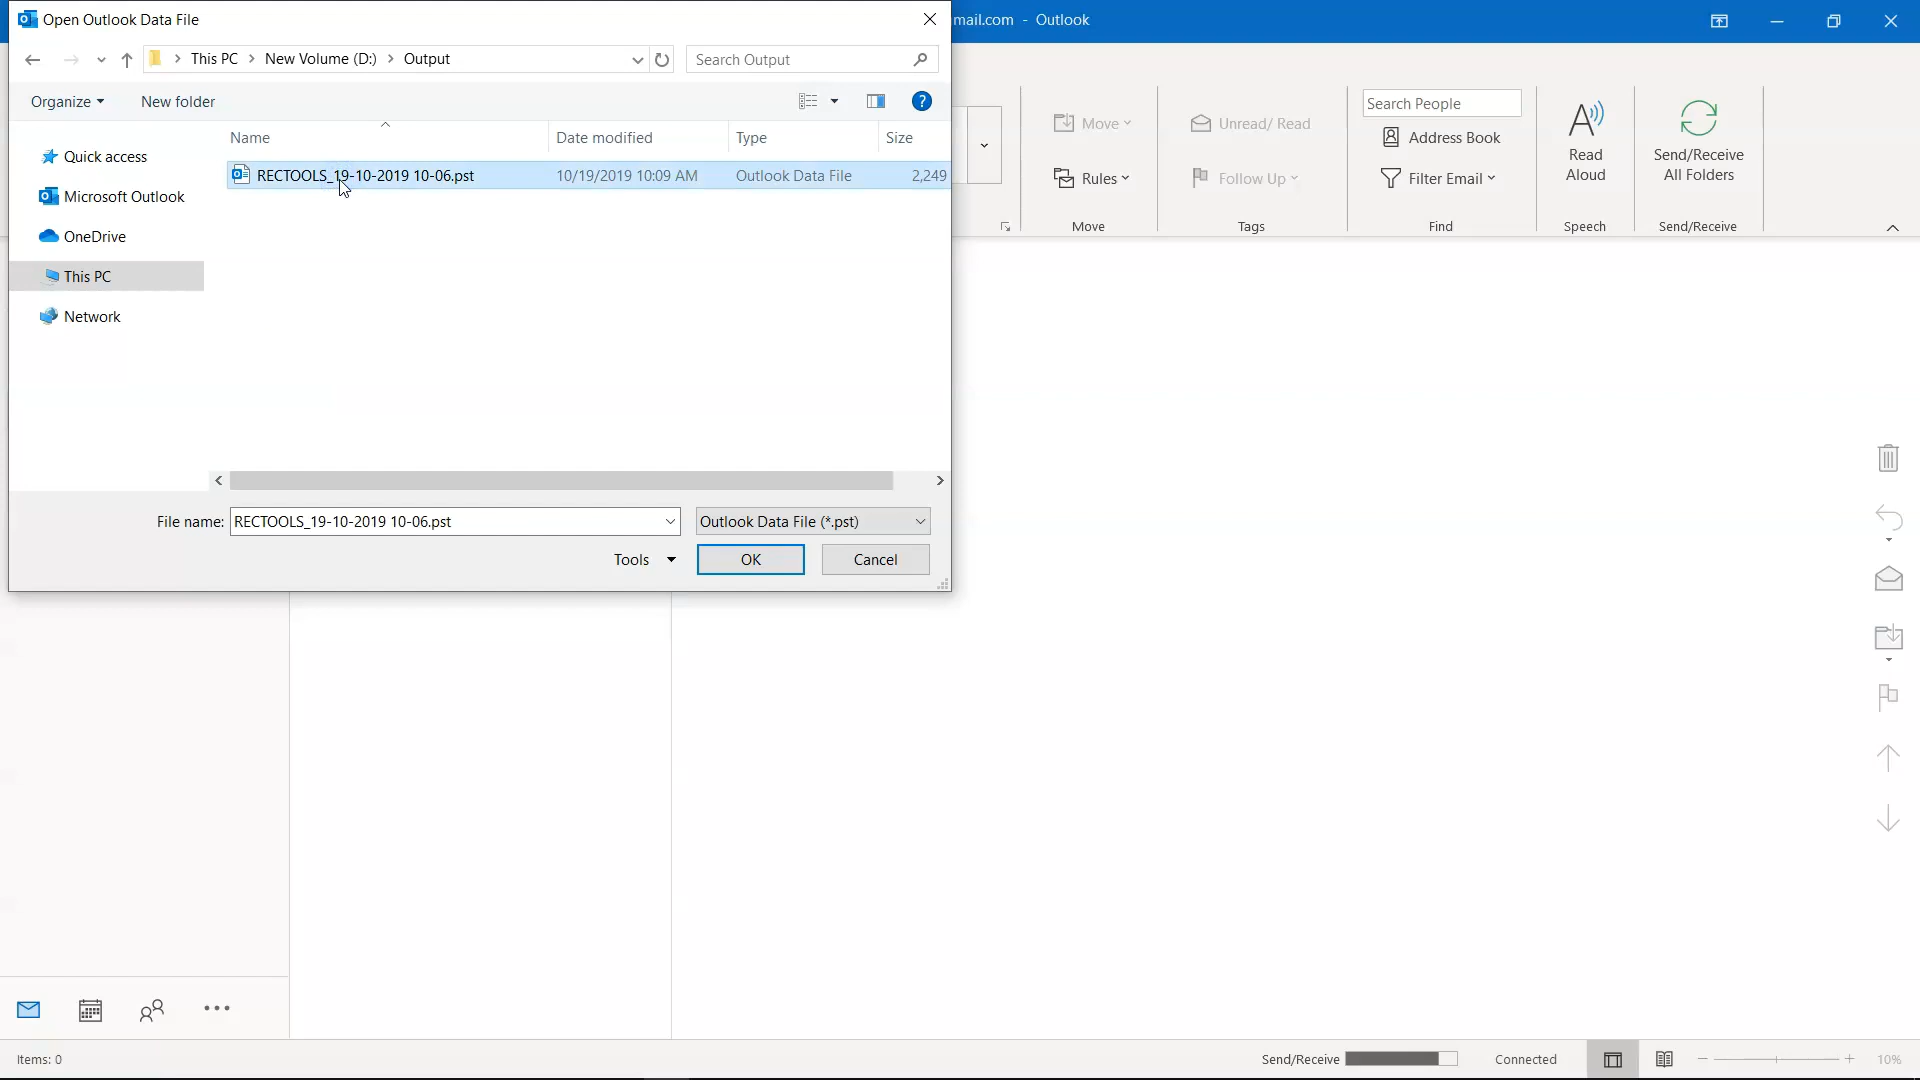 Open Outlook Data File
mail.com - Outlook
This PC > New Volume (D:) > Output
Search Output
Organize
New folder
Name
Date modified
Type
Size
Quick access
Microsoft Outlook
OneDrive
This PC
Network
RECTOOLS_19-10-2019 10-06.pst
10/19/2019 10:09 AM
Outlook Data File
2,249
File name:
RECTOOLS_19-10-2019 10-06.pst
Outlook Data File (*.pst)
Tools
OK
Cancel
Move
Rules
Move
Unread/ Read
Follow Up
Tags
Search People
Address Book
Filter Email
Find
Read
Aloud
Speech
Send/Receive
All Folders
Send/Receive
Items: 0
Send/Receive
Connected
10%